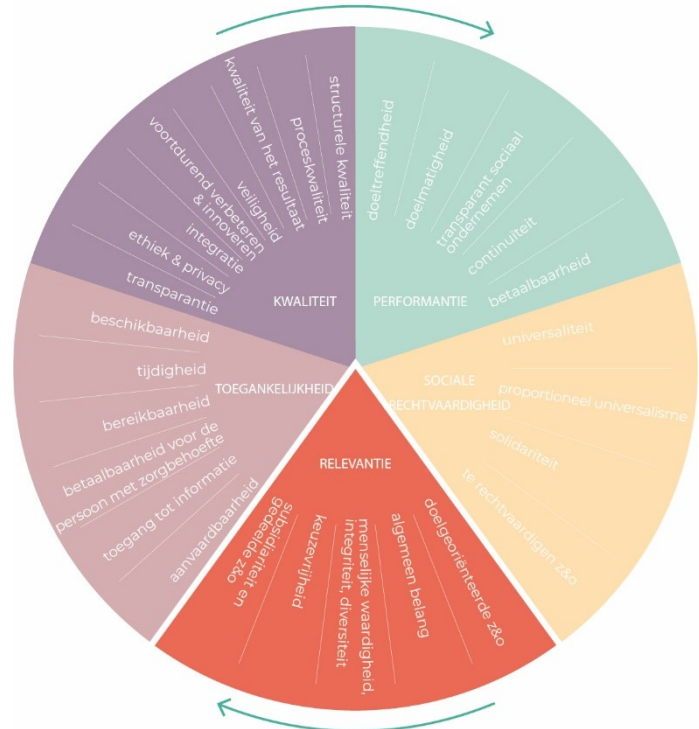 structurele kwaliteit
proceskwaliteit
kwaliteit van het resultaat
veiligheid
voortdurend verbeteren
& innoveren
integratie
ethiek & privacy
transparantie
KWALITEIT
doeltreffendheid
doelmatigheid
transparant sociaal
ondernemen
continuïteit
betaalbaarheid
PERFORMANTIE
universaliteit
proportioneel universalisme
solidariteit
te rechtvaardigen z&o
SOCIALE
RECHTVAARDIGHEID
beschikbaarheid
tijdigheid
bereikbaarheid
betaalbaarheid voor de
persoon met zorgbehoefte
toegang tot informatie
aanvaardbaarheid
TOEGANKELIJKHEID
RELEVANTIE
subsidiariteit en
gedeelde z&o
keuzevrijheid
menselijke waardigheid,
integriteit, diversiteit
algemeen belang
doelgeoriënteerde z&o